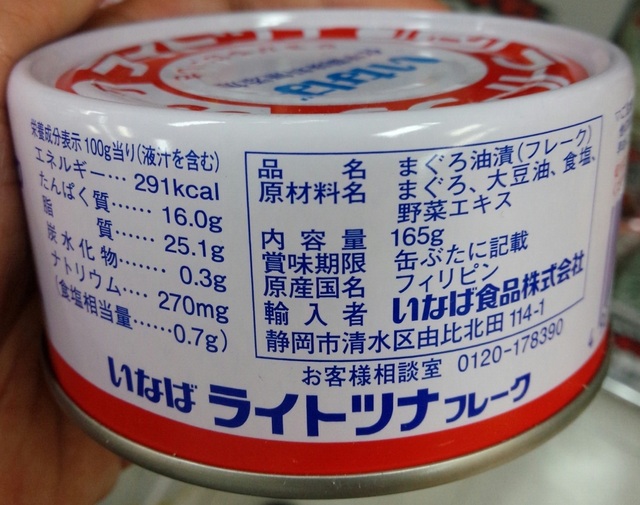 いなば
栄養成分表示 100g当り(液汁を含む)
エネルギー… 291kcal
たんぱく質…… 16.0g
脂 質…… 25.1g
炭水化物…… 0.3g
ナトリウム…… 270mg
(食塩相当量……0.7g)
品 名 まぐろ油漬(フレーク)
原材料名 まぐろ、大豆油、食塩、
野菜エキス
内容量 165g
賞味期限 缶ぶたに記載
原産国名 フィリピン
輸入者 いなば食品株式会社
静岡市清水区由比北田 114-1
お客様相談室 0120-178390
いなば ライトツナ フレーク